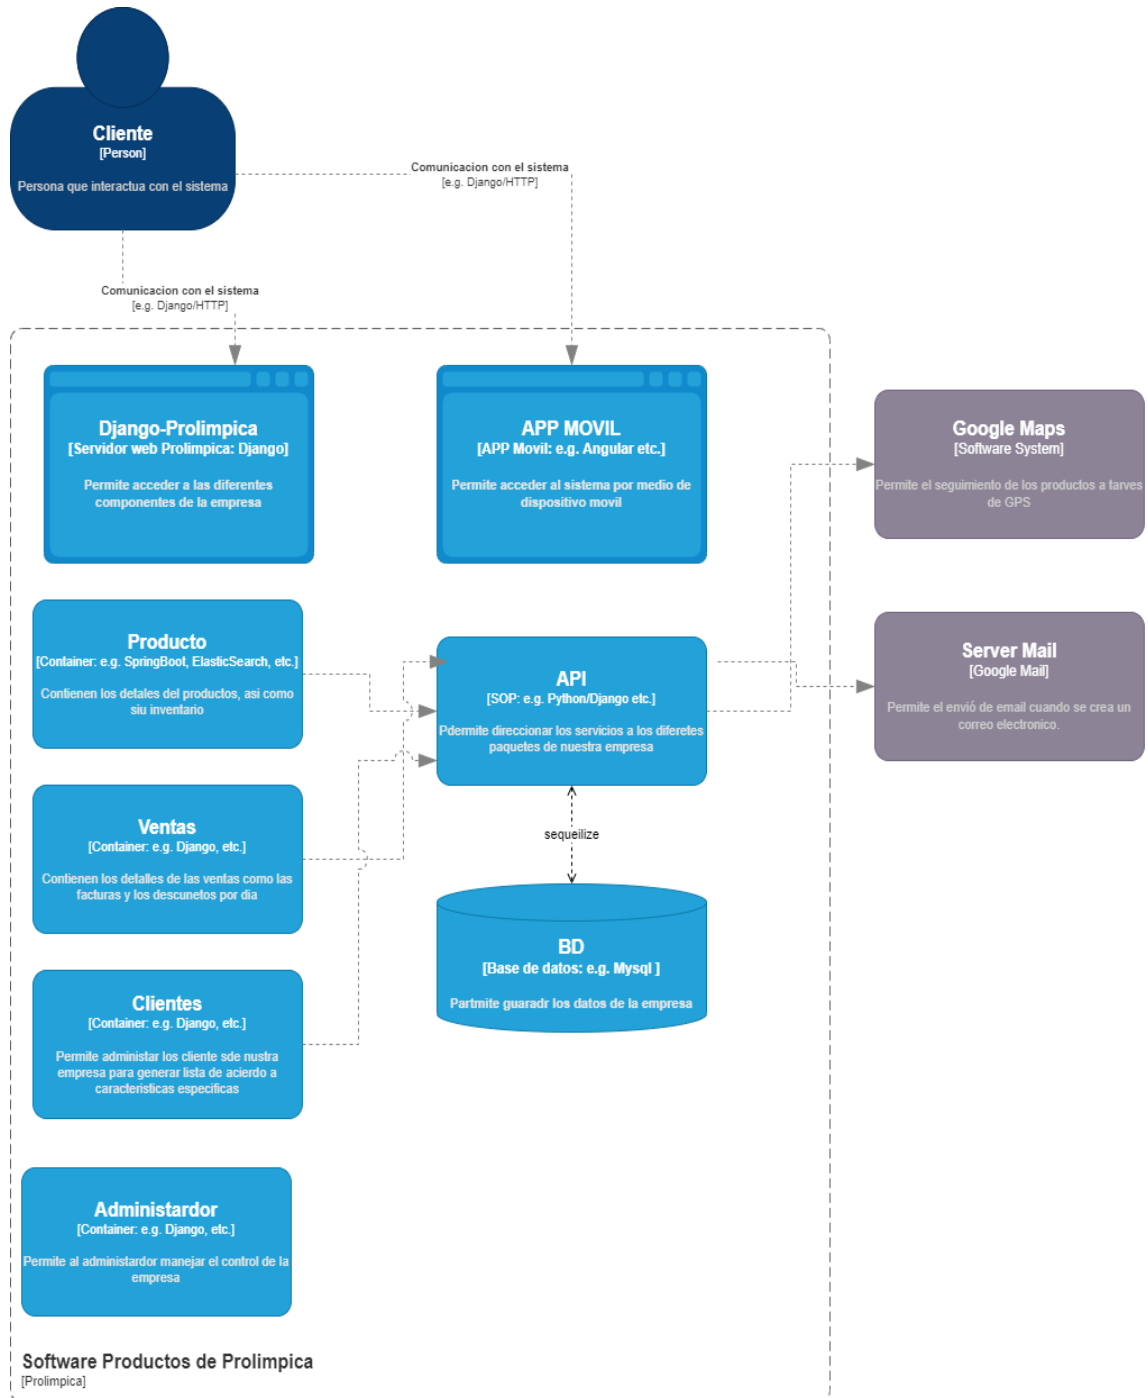 Cliente
[Person]
Persona que interactua con el sistema
Comunicacion con el sistema
[e.g. Django/HTTP]
Comunicacion con el sistema
[e.g. Django/HTTP]
Django-Prolimpica
[Servidor web Prolimpica: Django]
Permite acceder a las diferentes
componentes de la empresa
APP MOVIL
[APP Movil: e.g. Angular etc.]
Permite acceder al sistema por medio de
dispositivo movil
Google Maps
[Software System]
Permite el seguimiento de los productos a tarves
de GPS
Producto
[Container: e.g. SpringBoot, ElasticSearch, etc.]
Contienen los detalles del productos, asi como
siu inventario
API
[SOP: e.g. Python/Django etc.]
Pdermite direccionar los servicios a los diferetes
paquetes de nuestra empresa
Server Mail
[Google Mail]
Permite el envió de email cuando se crea un
correo electronico.
Ventas
[Container: e.g. Django, etc.]
Contienen los detalles de las ventas como las
facturas y los descunetos por dia
sequeilize
BD
[Base de datos: e.g. Mysql ]
Partmite guaradr los datos de la empresa
Clientes
[Container: e.g. Django, etc.]
Permite administar los cliente sde nustra
empresa para generar lista de acierdo a
caracteristicas especificas
Administardor
[Container: e.g. Django, etc.]
Permite al administardor manejar el control de la
empresa
Software Productos de Prolimpica
[Prolimpica]